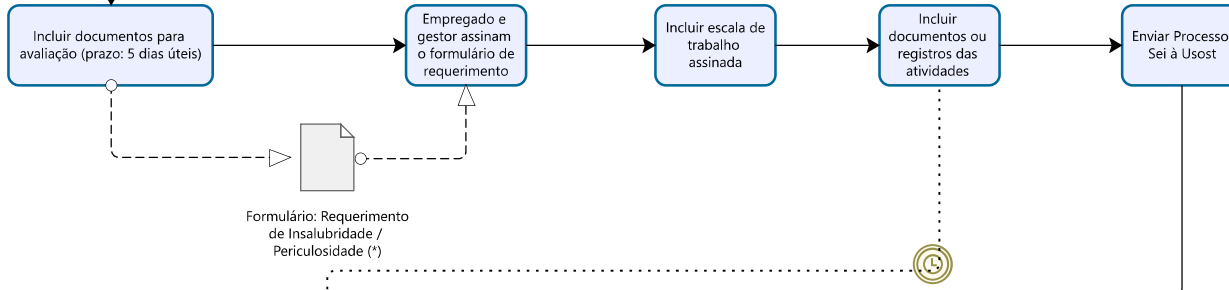 Incluir documentos para
avaliação (prazo: 5 dias úteis)
Empregado e
gestor assinam
o formulário de
requerimento
Incluir escala de
trabalho
assinada
Incluir
documentos ou
registros das
atividades
Enviar Processo
Sei à Usost
Formulário: Requerimento
de Insalubridade /
Periculosidade (*)